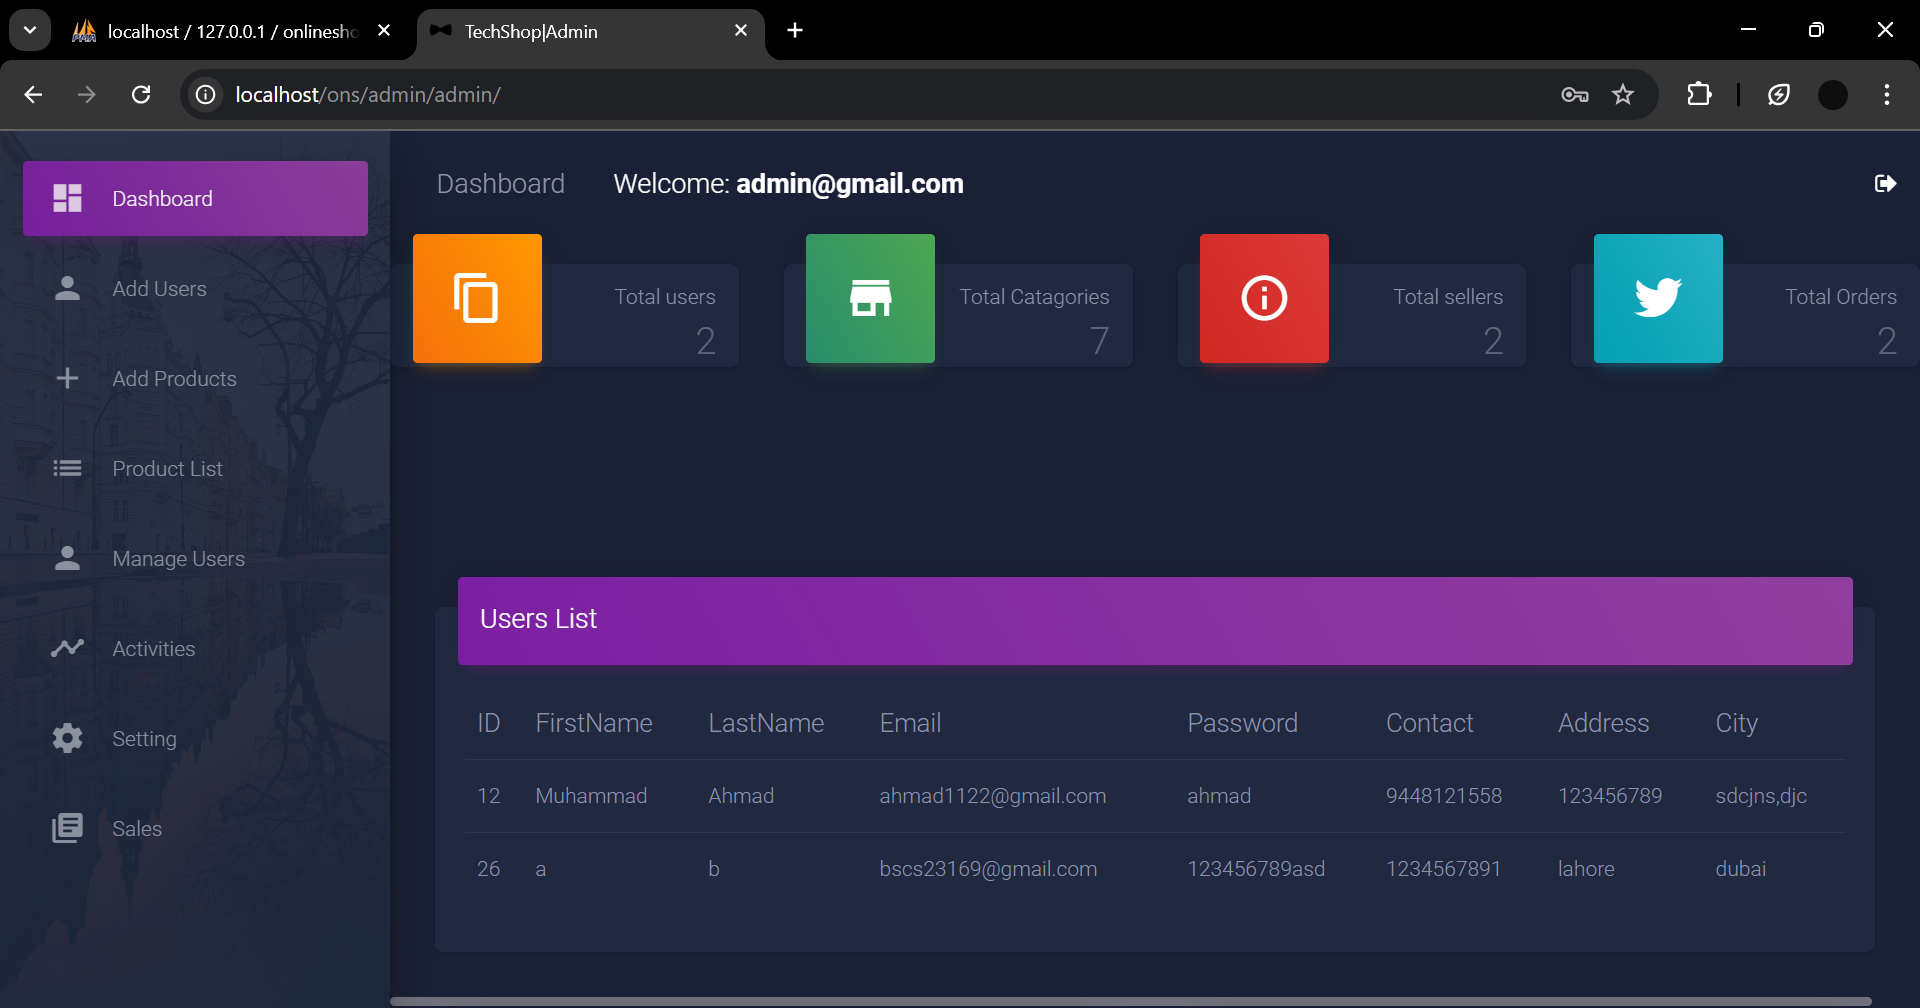 localhost / 127.0.0.1 / onlinesho
TechShop|Admin
localhost/ons/admin/admin/
Dashboard
Add Users
Add Products
Product List
Manage Users
Activities
Setting
Sales
Dashboard Welcome: admin@gmail.com
Total users
2
Total Catagories
7
Total sellers
2
Total Orders
2
Users List
ID FirstName LastName Email Password Contact Address City
12 Muhammad Ahmad ahmad1122@gmail.com ahmad 9448121558 123456789 sdcjns,djc
26 a b bscs23169@gmail.com 123456789asd 1234567891 lahore dubai